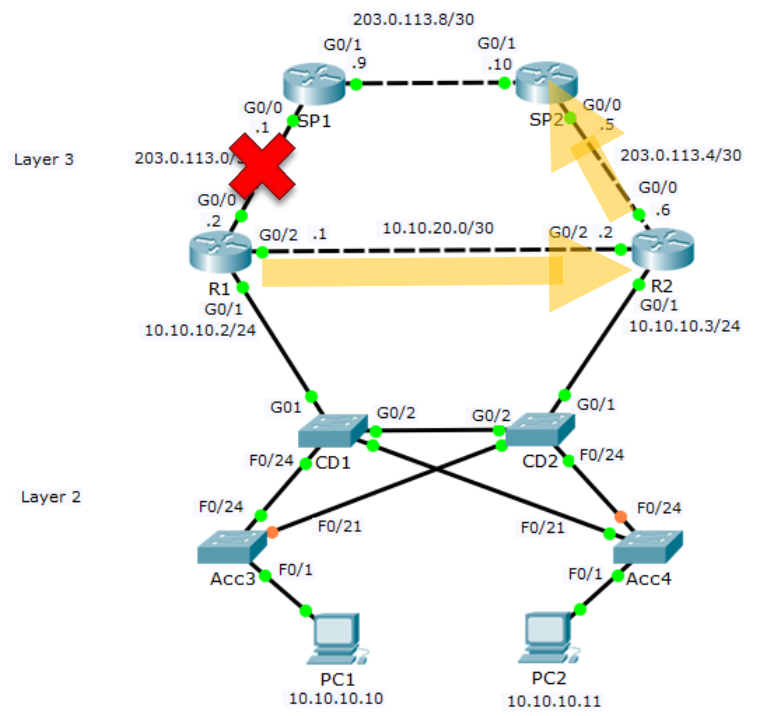 203.0.113.8/30
G0/1
.9
G0/1
.10
G0/0
.1
SP1
SP2
G0/0
.5
Layer 3
203.0.113.0/
203.0.113.4/30
G0/0
.2
G0/0
.6
G0/2 .1
10.10.20.0/30
G0/2 .2
R1
R2
G0/1
10.10.10.2/24
G0/1
10.10.10.3/24
G01
G0/2
G0/2
G0/1
F0/24
CD1
CD2
F0/24
Layer 2
F0/24
F0/21
F0/21
F0/24
Acc3
F0/1
F0/1
Acc4
PC1
10.10.10.10
PC2
10.10.10.11